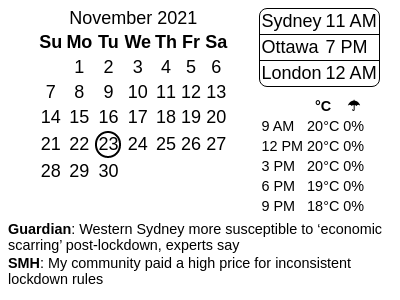 November 2021
Su Mo Tu We Th Fr Sa
1 2 3 4 5 6
7 8 9 10 11 12 13
14 15 16 17 18 19 20
21 22 23 24 25 26 27
28 29 30
Sydney 11 AM
Ottawa 7 PM
London 12 AM
°C ☂
9 AM 20°C 0%
12 PM 20°C 0%
3 PM 20°C 0%
6 PM 19°C 0%
9 PM 18°C 0%
Guardian: Western Sydney more susceptible to ‘economic
scarring’ post-lockdown, experts say
SMH: My community paid a high price for inconsistent
lockdown rules